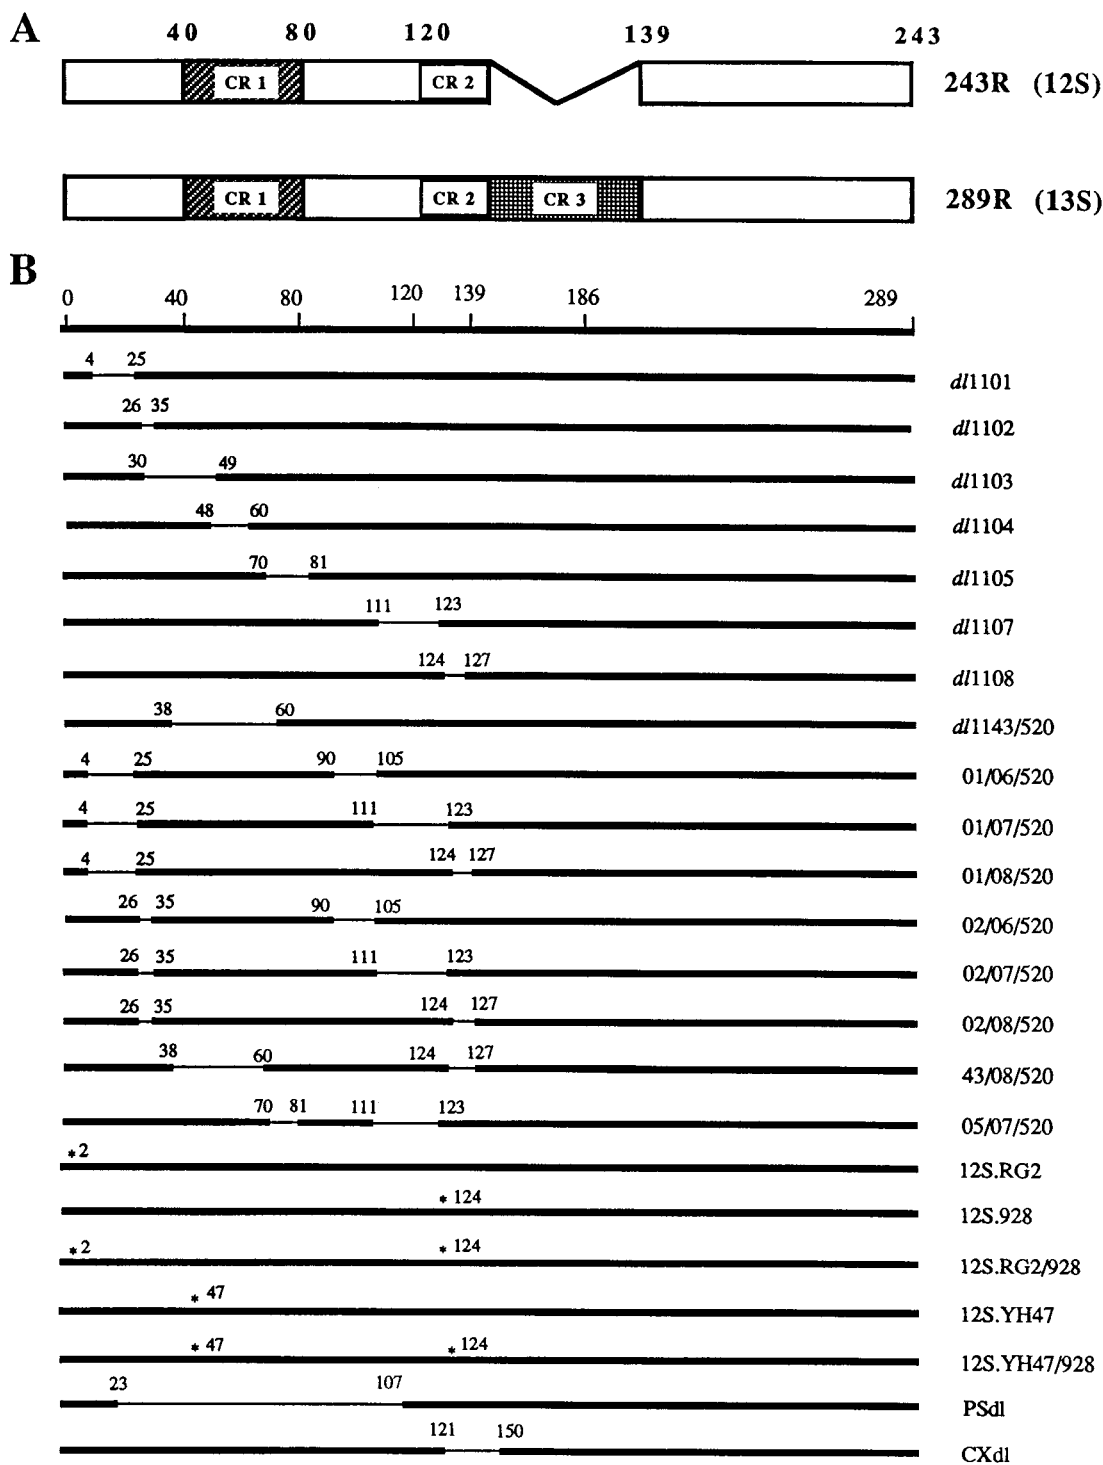 A
40 80 120 139 243
CR 1 CR 2 243R (12S)
CR 1 CR 2 CR 3 289R (13S)
B
0 40 80 120 139 186 289
4 25 dl1101
26 35 dl1102
30 49 dl1103
48 60 dl1104
70 81 dl1105
111 123 dl1107
124 127 dl1108
38 60 dl1143/520
4 25 90 105 01/06/520
4 25 111 123 01/07/520
4 25 124 127 01/08/520
26 35 90 105 02/06/520
26 35 111 123 02/07/520
26 35 124 127 02/08/520
38 60 124 127 43/08/520
70 81 111 123 05/07/520
*2 12S.RG2
* 124 12S.928
*2 * 124 12S.RG2/928
* 47 12S.YH47
* 47 * 124 12S.YH47/928
23 107 PSdl
121 150 CXdl